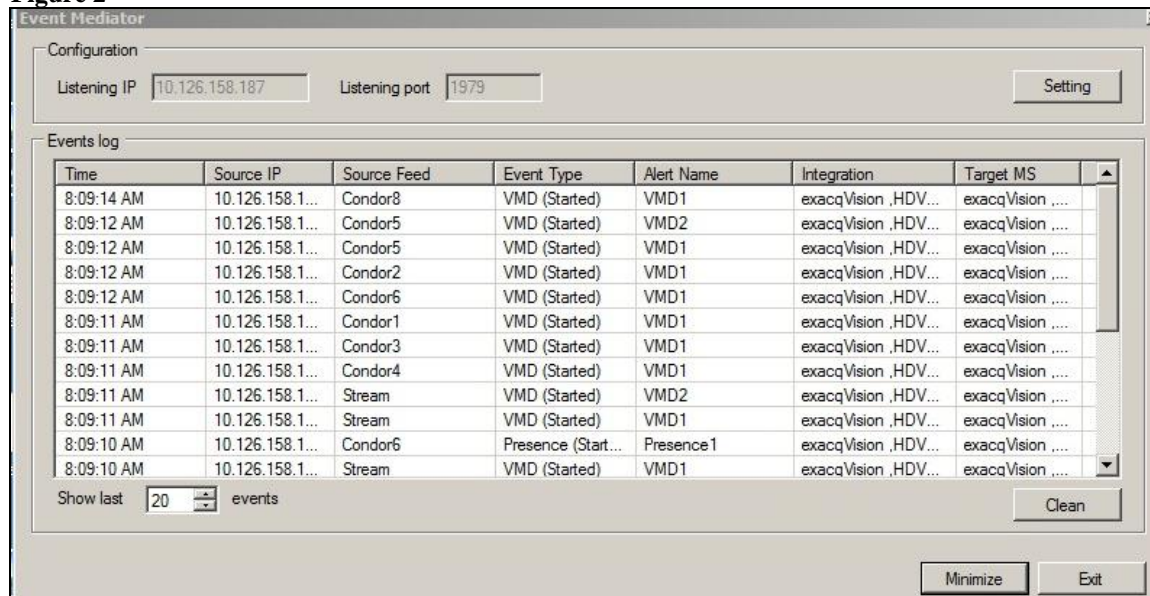 Event Mediator
Configuration
Listening IP 10.126.158.187 Listening port 1979 Setting
Events log
Time Source IP Source Feed Event Type Alert Name Integration Target MS
8:09:14 AM 10.126.158.1... Condor8 VMD (Started) VMD1 exacqVision ,HDV... exacqVision ,...
8:09:12 AM 10.126.158.1... Condor5 VMD (Started) VMD2 exacqVision ,HDV... exacqVision ,...
8:09:12 AM 10.126.158.1... Condor5 VMD (Started) VMD1 exacqVision ,HDV... exacqVision ,...
8:09:12 AM 10.126.158.1... Condor2 VMD (Started) VMD1 exacqVision ,HDV... exacqVision ,...
8:09:12 AM 10.126.158.1... Condor6 VMD (Started) VMD1 exacqVision ,HDV... exacqVision ,...
8:09:11 AM 10.126.158.1... Condor1 VMD (Started) VMD1 exacqVision ,HDV... exacqVision ,...
8:09:11 AM 10.126.158.1... Condor3 VMD (Started) VMD1 exacqVision ,HDV... exacqVision ,...
8:09:11 AM 10.126.158.1... Condor4 VMD (Started) VMD1 exacqVision ,HDV... exacqVision ,...
8:09:11 AM 10.126.158.1... Stream VMD (Started) VMD2 exacqVision ,HDV... exacqVision ,...
8:09:11 AM 10.126.158.1... Stream VMD (Started) VMD1 exacqVision ,HDV... exacqVision ,...
8:09:10 AM 10.126.158.1... Condor6 Presence (Start... Presence1 exacqVision ,HDV... exacqVision ,...
8:09:10 AM 10.126.158.1... Stream VMD (Started) VMD1 exacqVision ,HDV... exacqVision ,...
Show last 20 events Clean
Minimize Exit